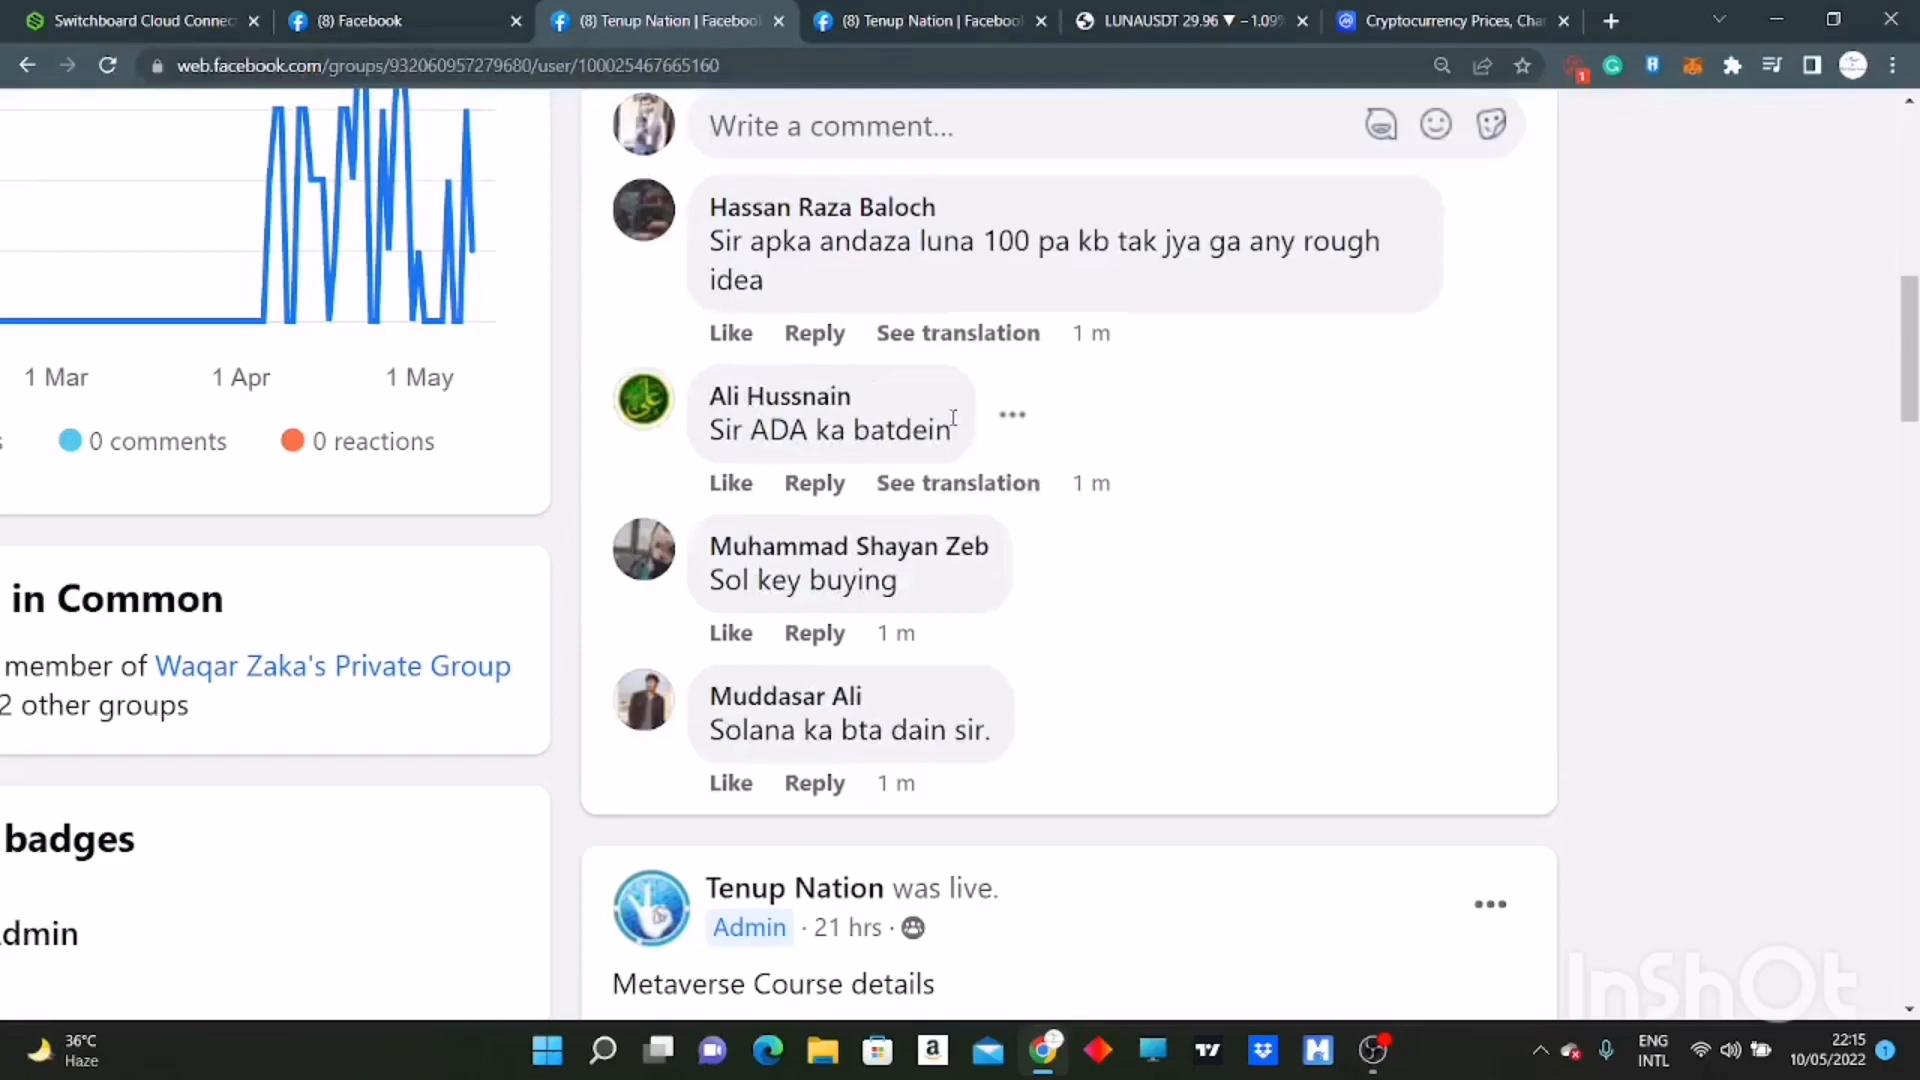 Switchboard Cloud Connec
(8) Facebook
(8) Tenup Nation | Facebook
(8) Tenup Nation | Facebook
LUNAUSDT 29.96 ▼ −1.09%
Cryptocurrency Prices, Char
web.facebook.com/groups/932060957279680/user/100025467665160
1
Write a comment...
Hassan Raza Baloch
Sir apka andaza luna 100 pa kb tak jya ga any rough
idea
Like Reply See translation 1 m
1 Mar 1 Apr 1 May
Ali Hussnain
Sir ADA ka batdein
0 comments 0 reactions
Like Reply See translation 1 m
Muhammad Shayan Zeb
Sol key buying
Like Reply 1 m
in Common
member of Waqar Zaka's Private Group
2 other groups
Muddasar Ali
Solana ka bta dain sir.
Like Reply 1 m
badges
dmin
Tenup Nation was live.
Admin · 21 hrs ·
Metaverse Course details
InShOt
36°C
Haze
ENG
INTL
22:15
10/05/2022
1